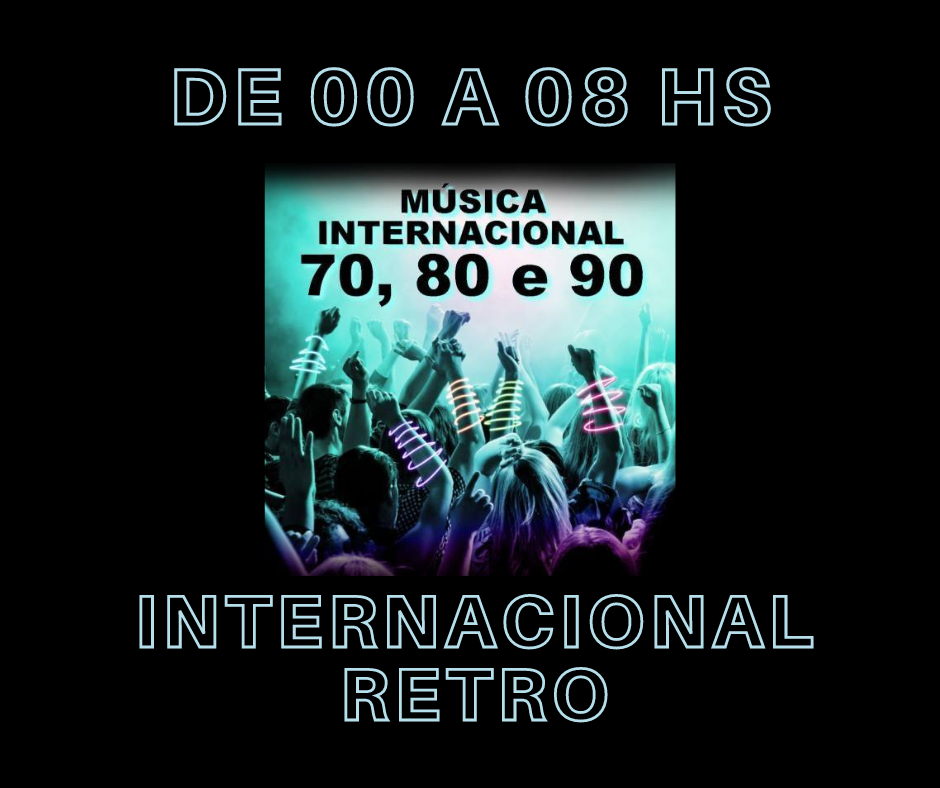 DE 00 A 08 HS
MÚSICA
INTERNACIONAL
70, 80 e 90
INTERNACIONAL
RETRO